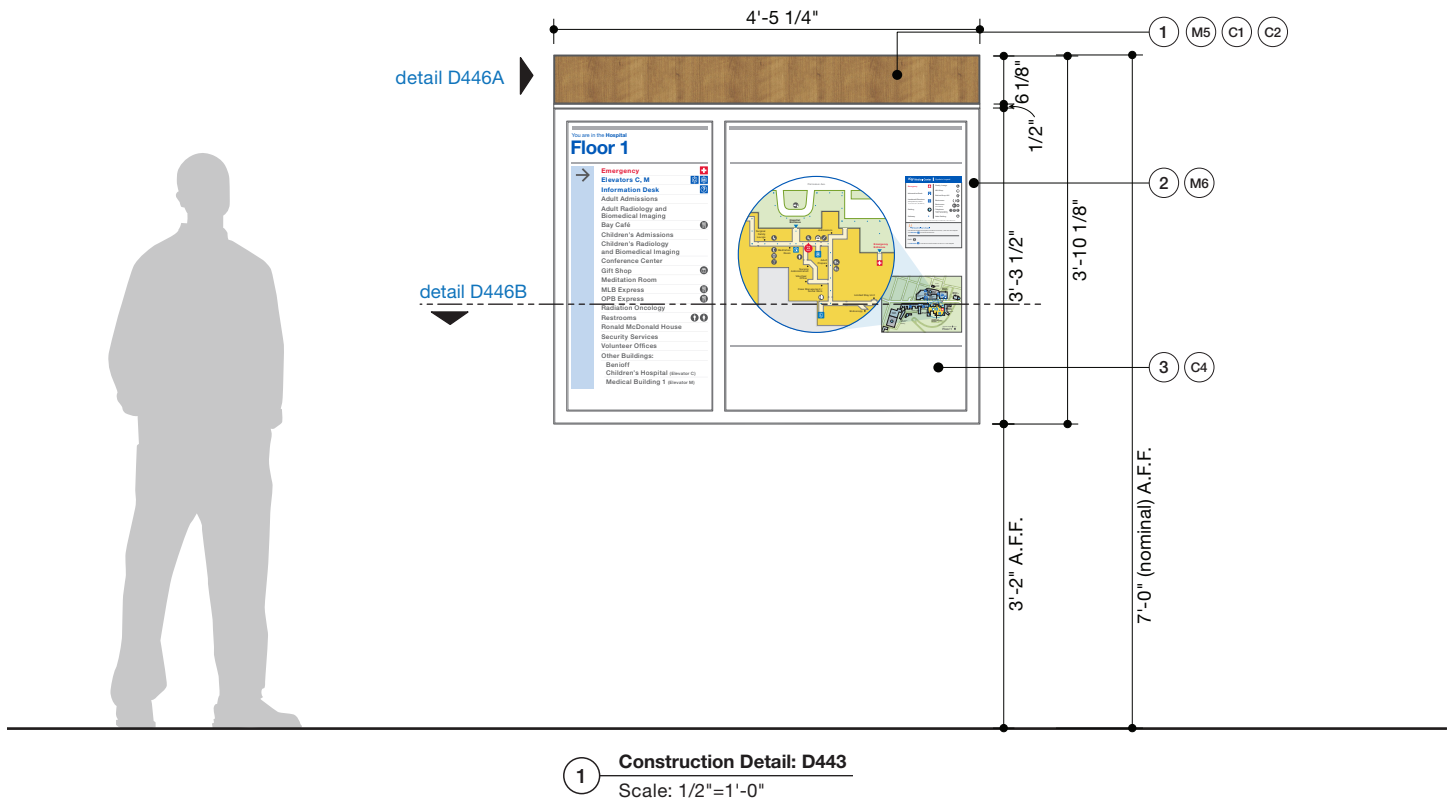 4'-5 1/4"
1 M5 C1 C2
detail D446A
6 1/8"
1/2"
You are in the Hospital
Floor 1
Emergency
Elevators C, M
Information Desk
Adult Admissions
Adult Radiology and
Biomedical Imaging
Bay Café
Children's Admissions
Children's Radiology
and Biomedical Imaging
Conference Center
Gift Shop
Meditation Room
MLB Express
OPB Express
Radiation Oncology
Restrooms
Ronald McDonald House
Security Services
Volunteer Offices
Other Buildings:
Benioff
Children's Hospital (Elevator C)
Medical Building 1 (Elevator M)
2 M6
3'-3 1/2"
3'-10 1/8"
detail D446B
3 C4
3'-2" A.F.F.
7'-0" (nominal) A.F.F.
1
Construction Detail: D443
Scale: 1/2"=1'-0"